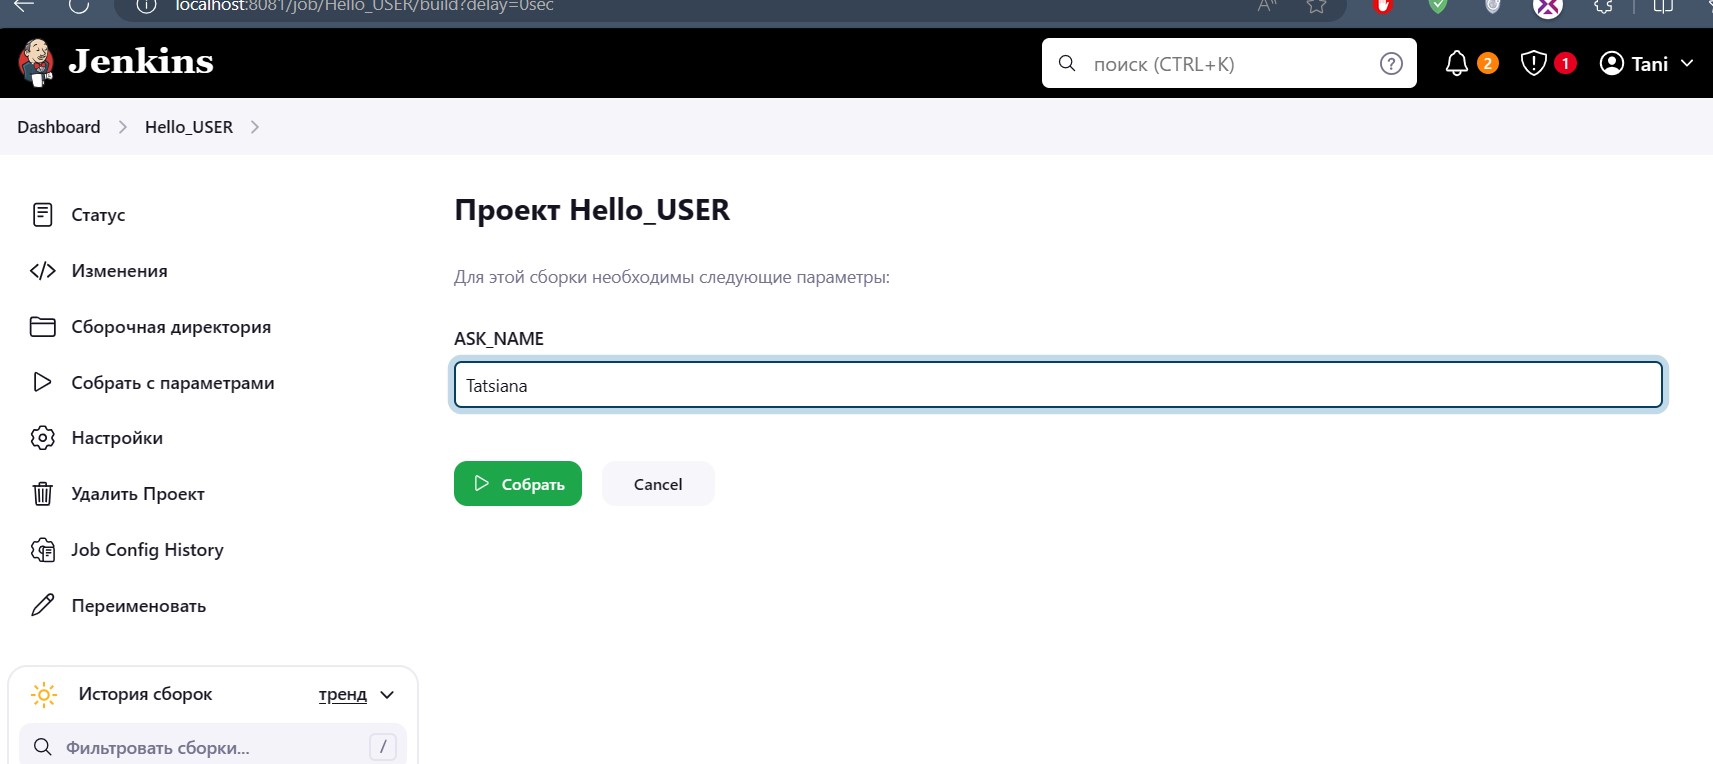 localhost:8081/job/Hello_USER/build?delay=0sec
Jenkins
поиск (CTRL+K)
?
2
1
Tani
Dashboard
Hello_USER
Статус
Изменения
Сборочная директория
Собрать с параметрами
Настройки
Удалить Проект
Job Config History
Переименовать
История сборок
тренд
Фильтровать сборки...
/
Проект Hello_USER
Для этой сборки необходимы следующие параметры:
ASK_NAME
Tatsiana
Собрать
Cancel